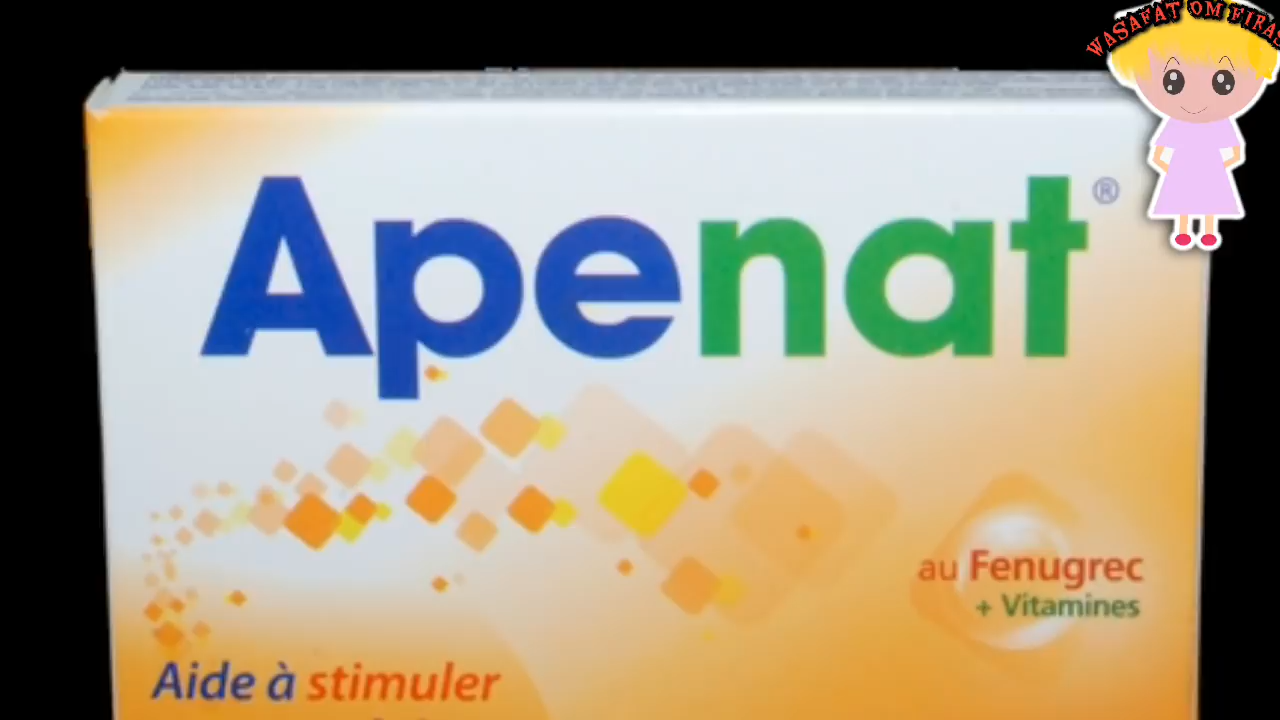 WASAFAT OM FIRAS
Apenat®
au Fenugrec
+ Vitamines
Aide à stimuler